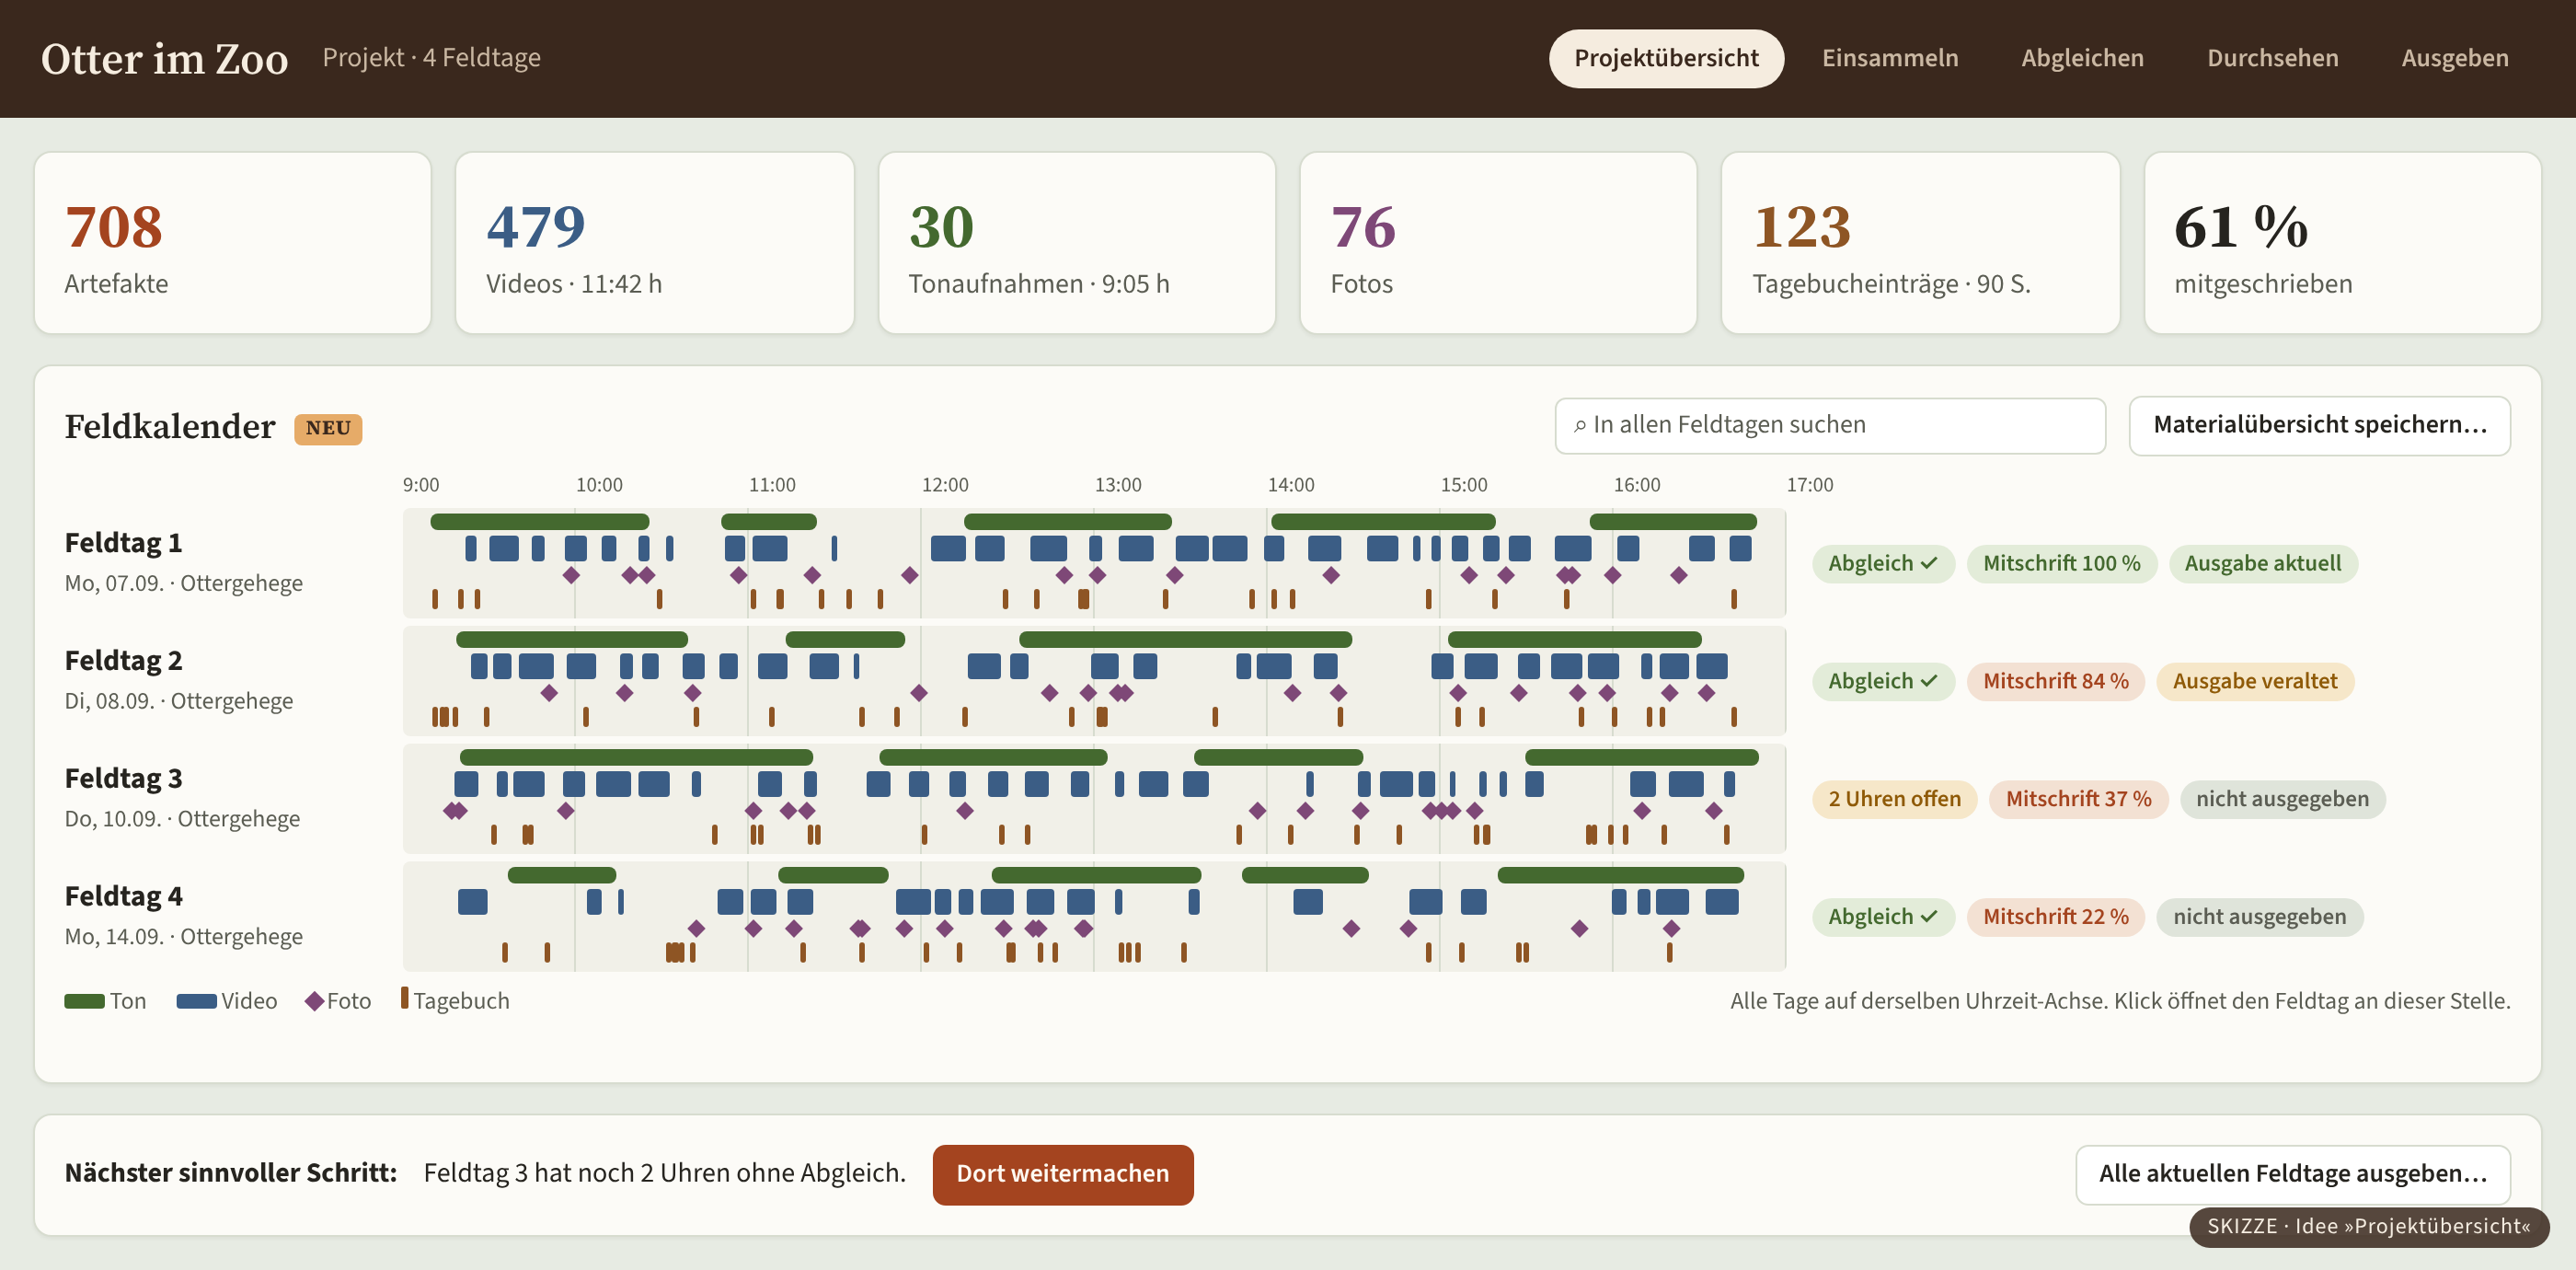 Otter im Zoo
Projekt · 4 Feldtage
Projektübersicht
Einsammeln
Abgleichen
Durchsehen
Ausgeben
708
Artefakte
479
Videos · 11:42 h
30
Tonaufnahmen · 9:05 h
76
Fotos
123
Tagebucheinträge · 90 S.
61 %
mitgeschrieben
Feldkalender NEU
In allen Feldtagen suchen
Materialübersicht speichern…
9:00 10:00 11:00 12:00 13:00 14:00 15:00 16:00 17:00
Feldtag 1
Mo, 07.09. · Ottergehege
Abgleich ✓ Mitschrift 100 % Ausgabe aktuell
Feldtag 2
Di, 08.09. · Ottergehege
Abgleich ✓ Mitschrift 84 % Ausgabe veraltet
Feldtag 3
Do, 10.09. · Ottergehege
2 Uhren offen Mitschrift 37 % nicht ausgegeben
Feldtag 4
Mo, 14.09. · Ottergehege
Abgleich ✓ Mitschrift 22 % nicht ausgegeben
Ton Video Foto Tagebuch
Alle Tage auf derselben Uhrzeit-Achse. Klick öffnet den Feldtag an dieser Stelle.
Nächster sinnvoller Schritt: Feldtag 3 hat noch 2 Uhren ohne Abgleich.
Dort weitermachen
Alle aktuellen Feldtage ausgeben…
SKIZZE · Idee »Projektübersicht«